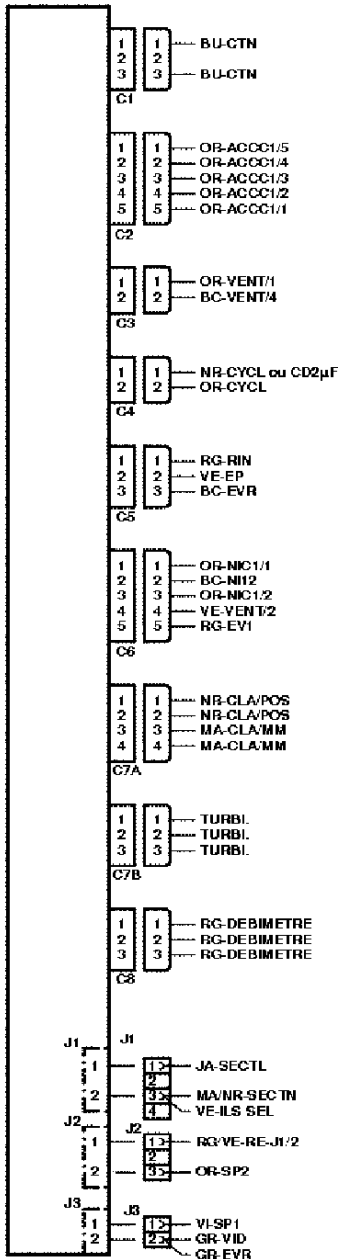 1 1 BU-CTN
2 2
3 3 BU-CTN
C1
1 1 OR-ACCC1/5
2 2 OR-ACCC1/4
3 3 OR-ACCC1/3
4 4 OR-ACCC1/2
5 5 OR-ACCC1/1
C2
1 1 OR-VENT/1
2 2 BC-VENT/4
C3
1 1 NR-CYCL ou CD2µF
2 2 OR-CYCL
C4
1 1 RG-RIN
2 2 VE-EP
3 3 BC-EVR
C5
1 1 OR-NIC1/1
2 2 BC-NI12
3 3 OR-NIC1/2
4 4 VE-VENT/2
5 5 RG-EV1
C6
1 1 NR-CLA/POS
2 2 NR-CLA/POS
3 3 MA-CLA/MM
4 4 MA-CLA/MM
C7A
1 1 TURBI.
2 2 TURBI.
3 3 TURBI.
C7B
1 1 RG-DEBIMETRE
2 2 RG-DEBIMETRE
3 3 RG-DEBIMETRE
C8
J1 J1
1 1 JA-SECTL
2
2 3 MA/NR-SECTN
4 VE-ILS SEL
J2 J2
1 1 RG/VE-RE-J1/2
2
2 3 OR-SP2
J3 J3
1 1 VI-SP1
2 2 GR-VID
GR-EVR